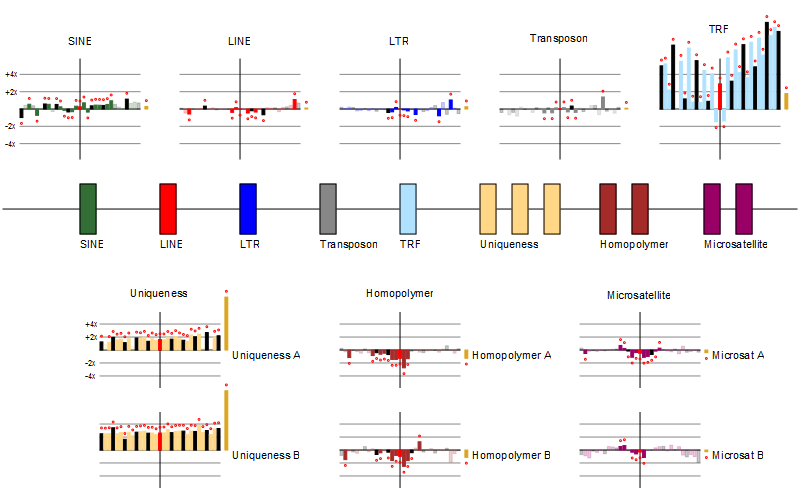 SINE
LINE
LTR
Transposon
TRF
+4x
+2x
-2x
-4x
SINE
LINE
LTR
Transposon
TRF
Uniqueness
Homopolymer
Microsatellite
Uniqueness
Homopolymer
Microsatellite
+4x
+2x
-2x
-4x
Uniqueness A
Homopolymer A
Microsat A
Uniqueness B
Homopolymer B
Microsat B